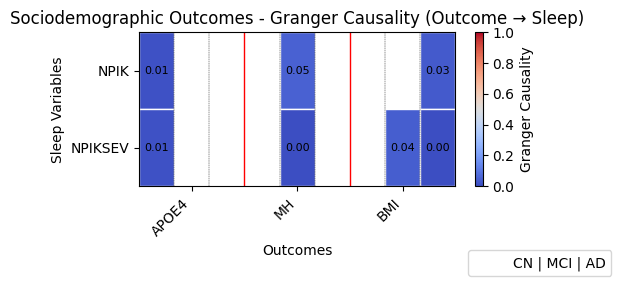 Sociodemographic Outcomes - Granger Causality (Outcome → Sleep)
Sleep Variables
NPIK
NPIKSEV
0.01
0.05
0.03
0.01
0.00
0.04
0.00
APOE4
MH
BMI
Outcomes
1.0
0.8
0.6
0.4
0.2
0.0
Granger Causality
CN | MCI | AD